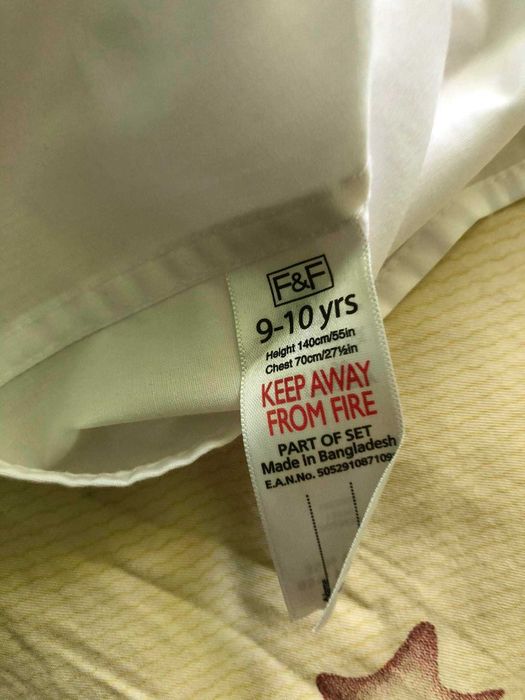 F&F
9-10 yrs
Height 140cm/55in
Chest 70cm/27½in
KEEP AWAY
FROM FIRE
PART OF SET
Made in Bangladesh
E.A.N.No.